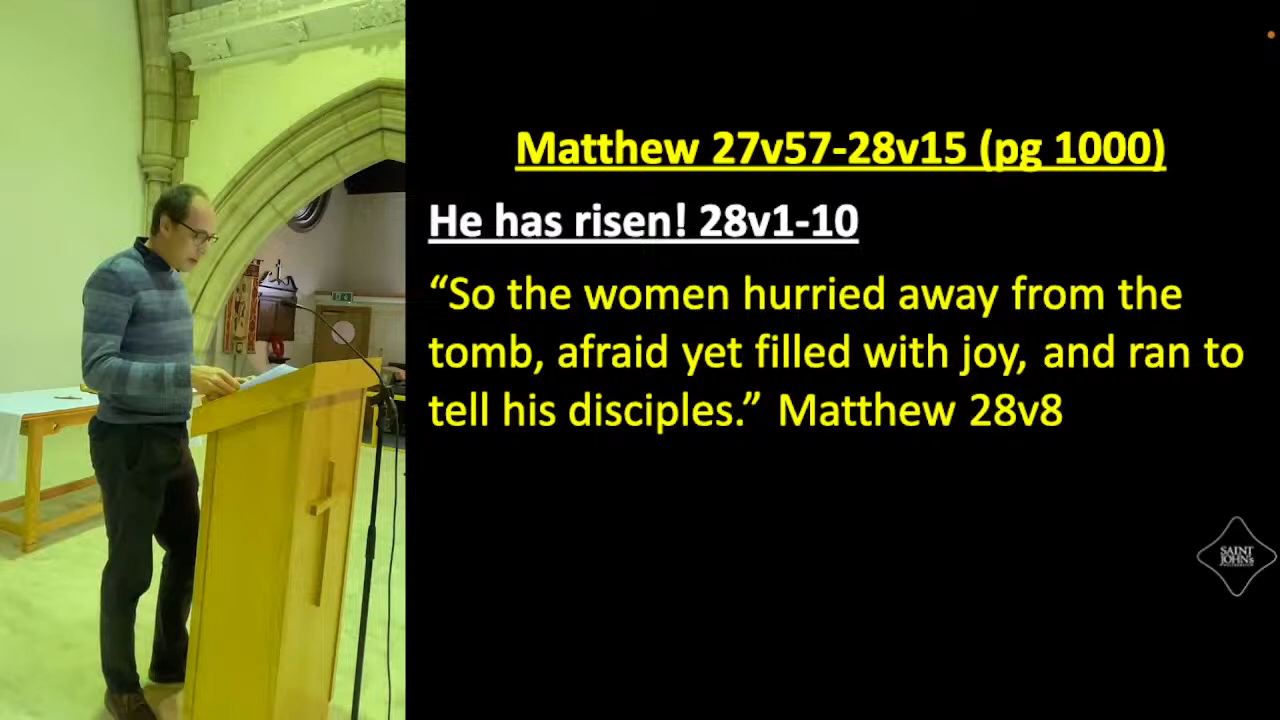 Matthew 27v57-28v15 (pg 1000)
He has risen! 28v1-10
“So the women hurried away from the
tomb, afraid yet filled with joy, and ran to
tell his disciples.” Matthew 28v8
SAINT
JOHN's